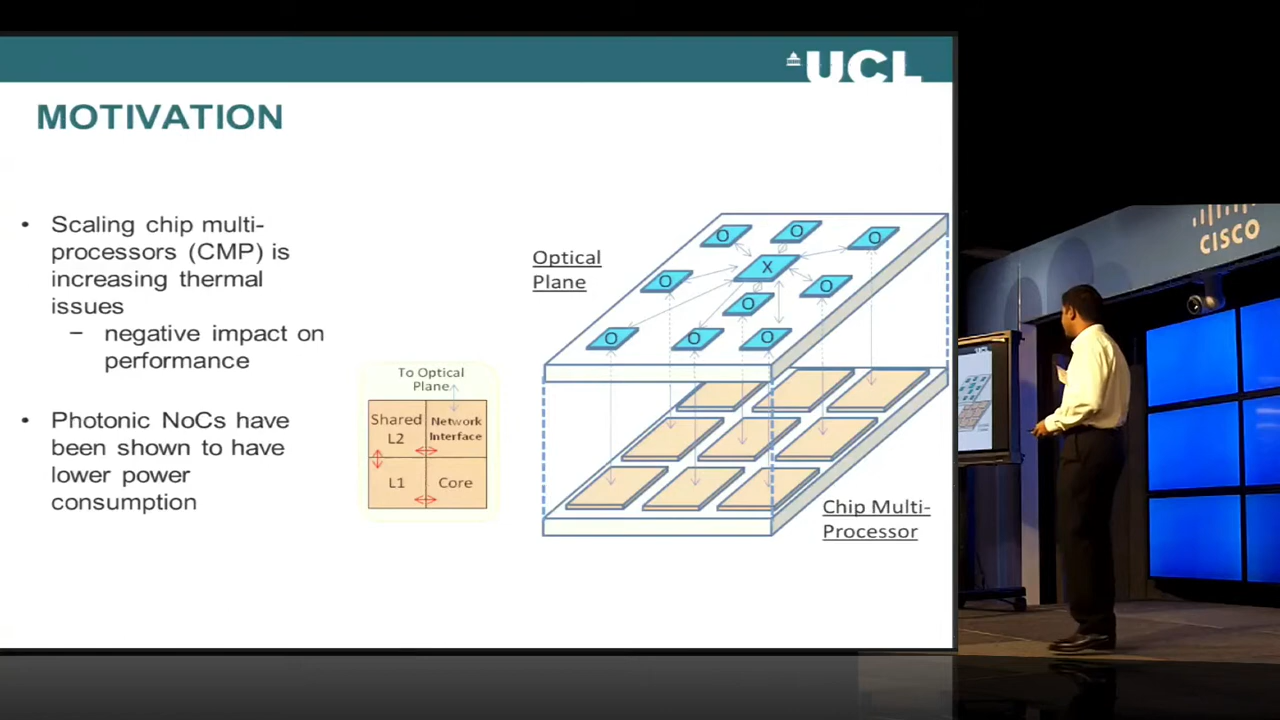 UCL
MOTIVATION
• Scaling chip multi-
processors (CMP) is
increasing thermal
issues
– negative impact on
performance
• Photonic NoCs have
been shown to have
lower power
consumption
To Optical
Plane
Shared
L2
Network
Interface
L1
Core
Optical
Plane
O
O
O
X
O
O
O
O
O
O
Chip Multi-
Processor
CISCO